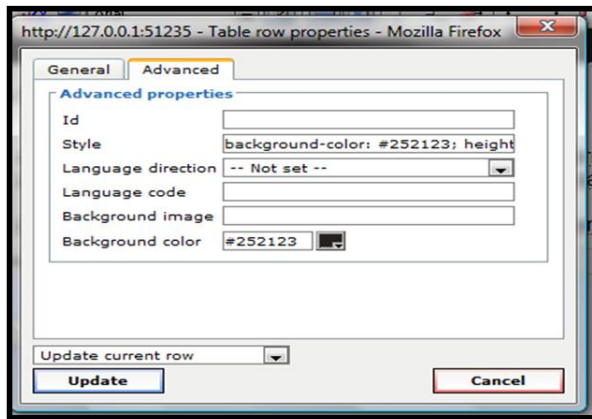 http://127.0.0.1:51235 - Table row properties - Mozilla Firefox
General Advanced
Advanced properties
Id
Style background-color: #252123; height
Language direction -- Not set --
Language code
Background image
Background color #252123
Update current row
Update Cancel